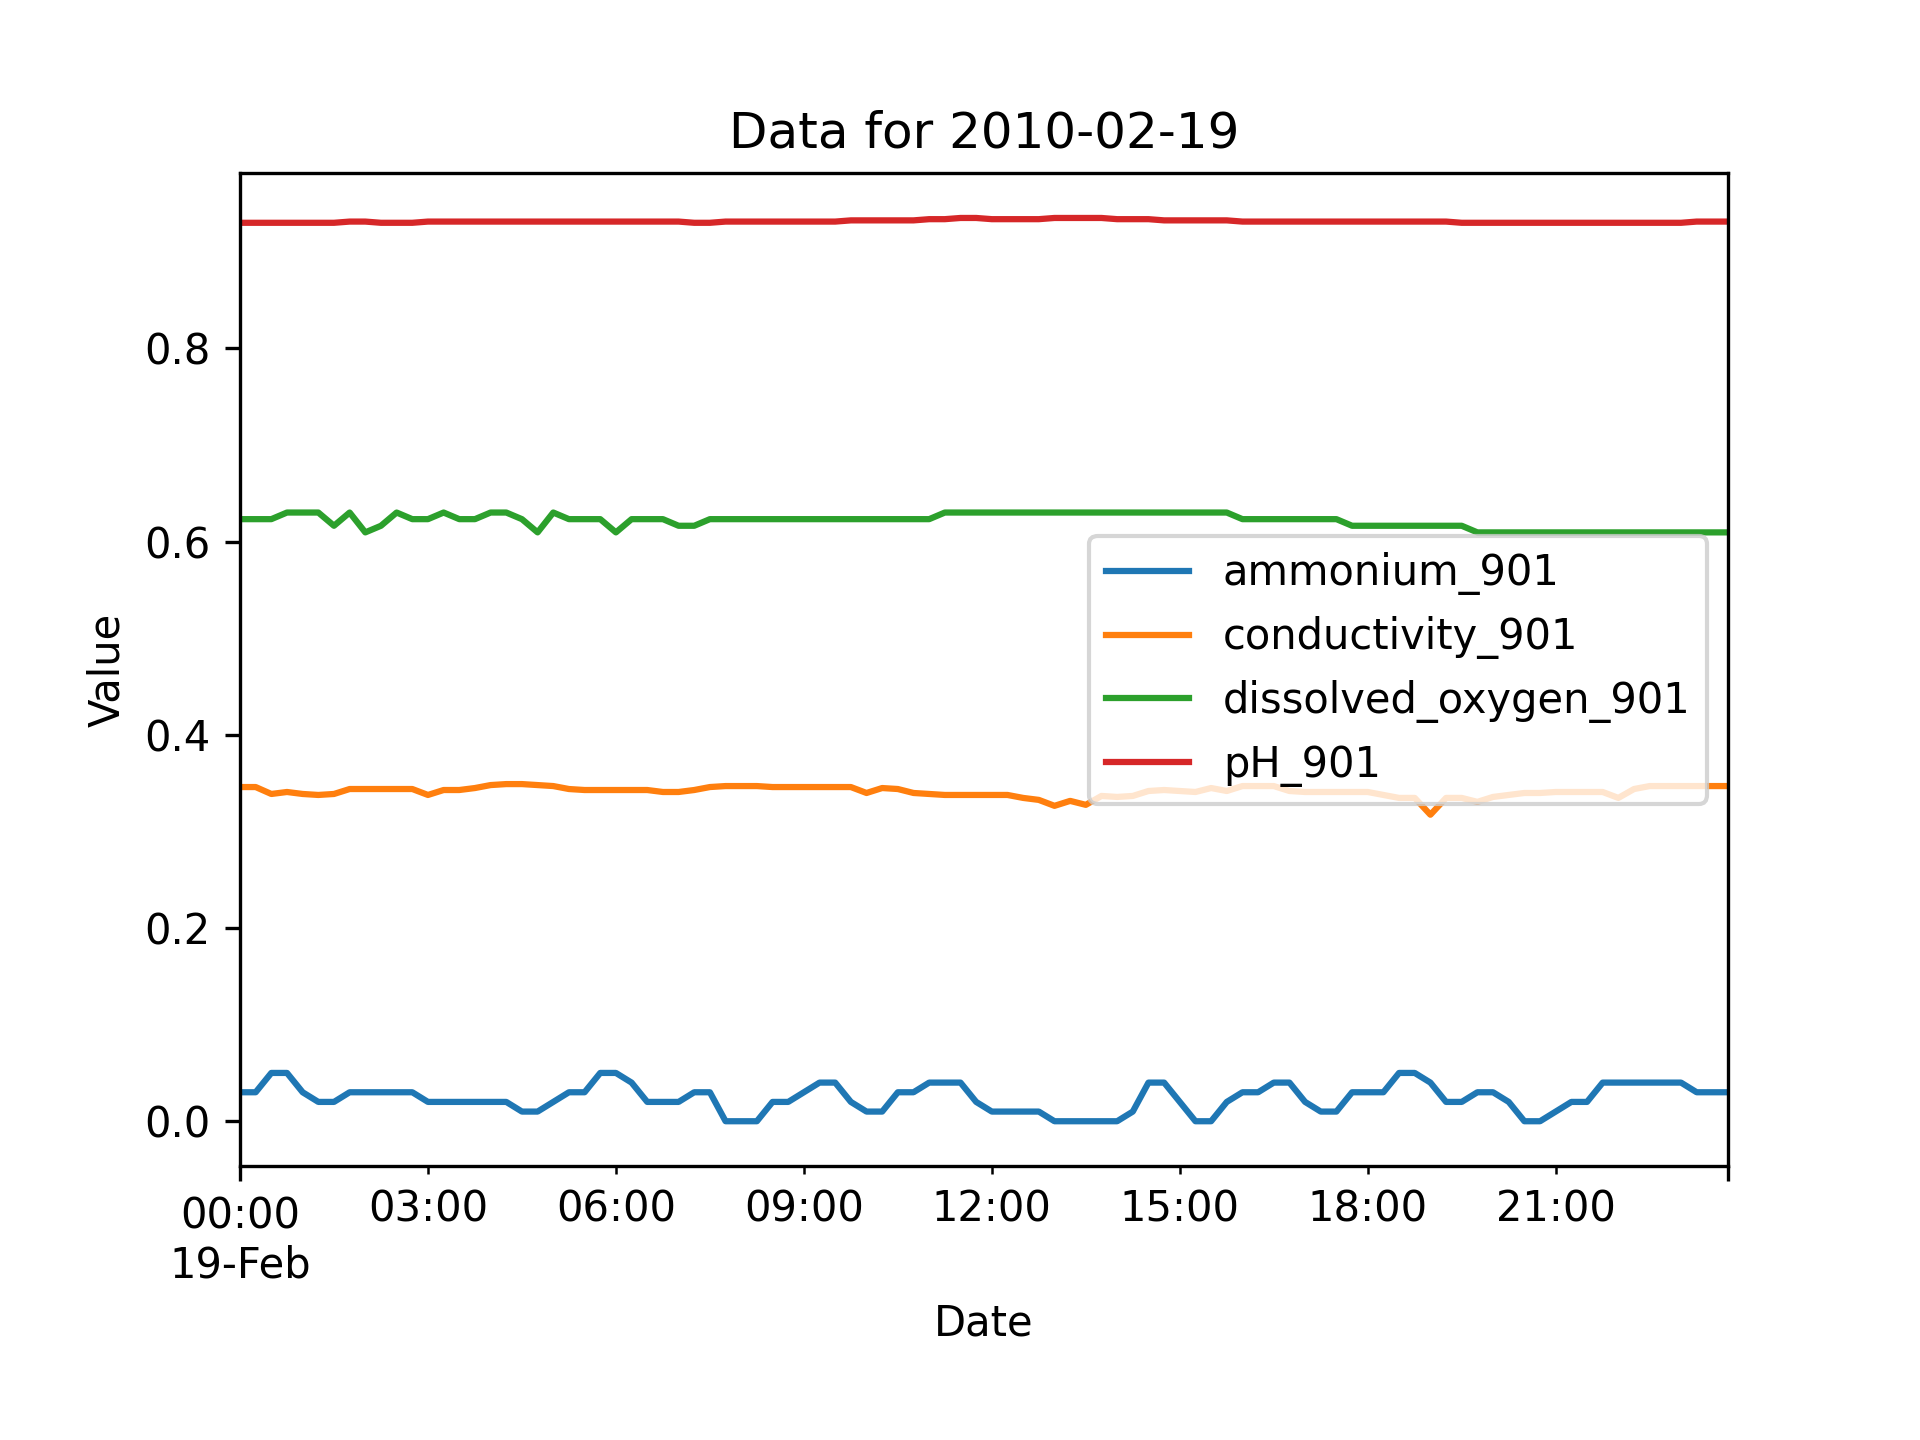 Data for 2010-02-19
Value
0.8
0.6
0.4
0.2
0.0
ammonium_901
conductivity_901
dissolved_oxygen_901
pH_901
00:00 03:00 06:00 09:00 12:00 15:00 18:00 21:00
19-Feb
Date